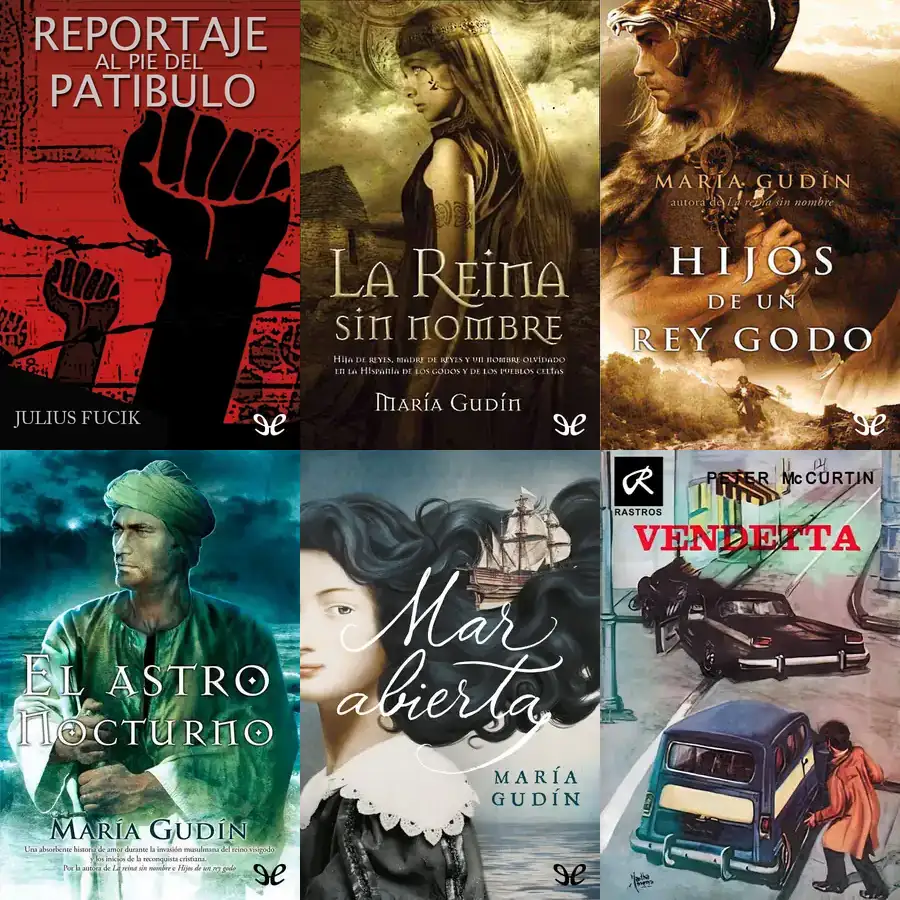 REPORTAJE
AL PIE DEL
PATIBULO
JULIUS FUCIK
LA REINA
SIN NOMBRE
HIJA DE REYES, MADRE DE REYES Y UN NOMBRE OLVIDADO
EN LA HISPANIA DE LOS GODOS Y DE LOS PUEBLOS CELTAS
MARÍA GUDÍN
MARÍA GUDÍN
autora de La reina sin nombre
HIJOS
DE UN
REY GODO
EL ASTRO
NOCTURNO
MARÍA GUDÍN
Una absorbente historia de amor durante la invasión musulmana del reino visigodo
y los inicios de la reconquista cristiana.
Por la autora de La reina sin nombre e Hijos de un rey godo
Mar
abierta
MARÍA
GUDÍN
R
RASTROS
PETER McCURTIN
VENDETTA